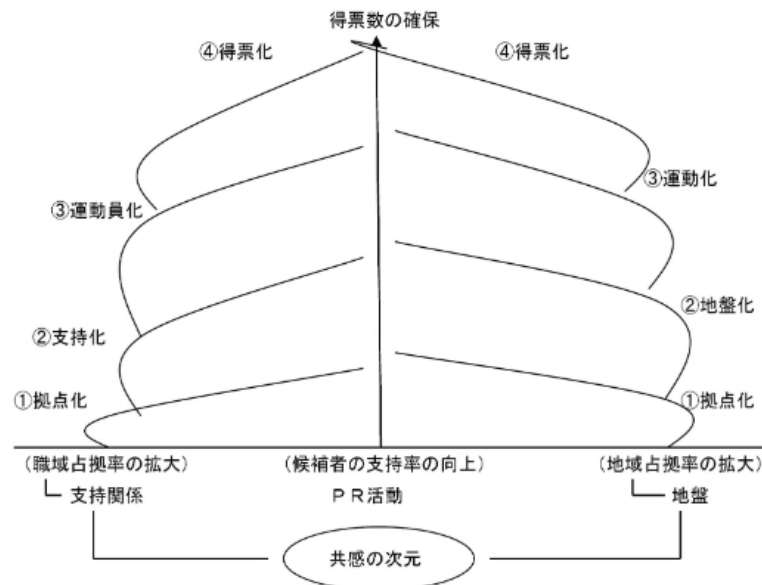 得票数の確保
④得票化
④得票化
③運動員化
③運動化
②支持化
②地盤化
①拠点化
①拠点化
（職域占拠率の拡大）
（候補者の支持率の向上）
（地域占拠率の拡大）
支持関係
ＰＲ活動
地盤
共感の次元